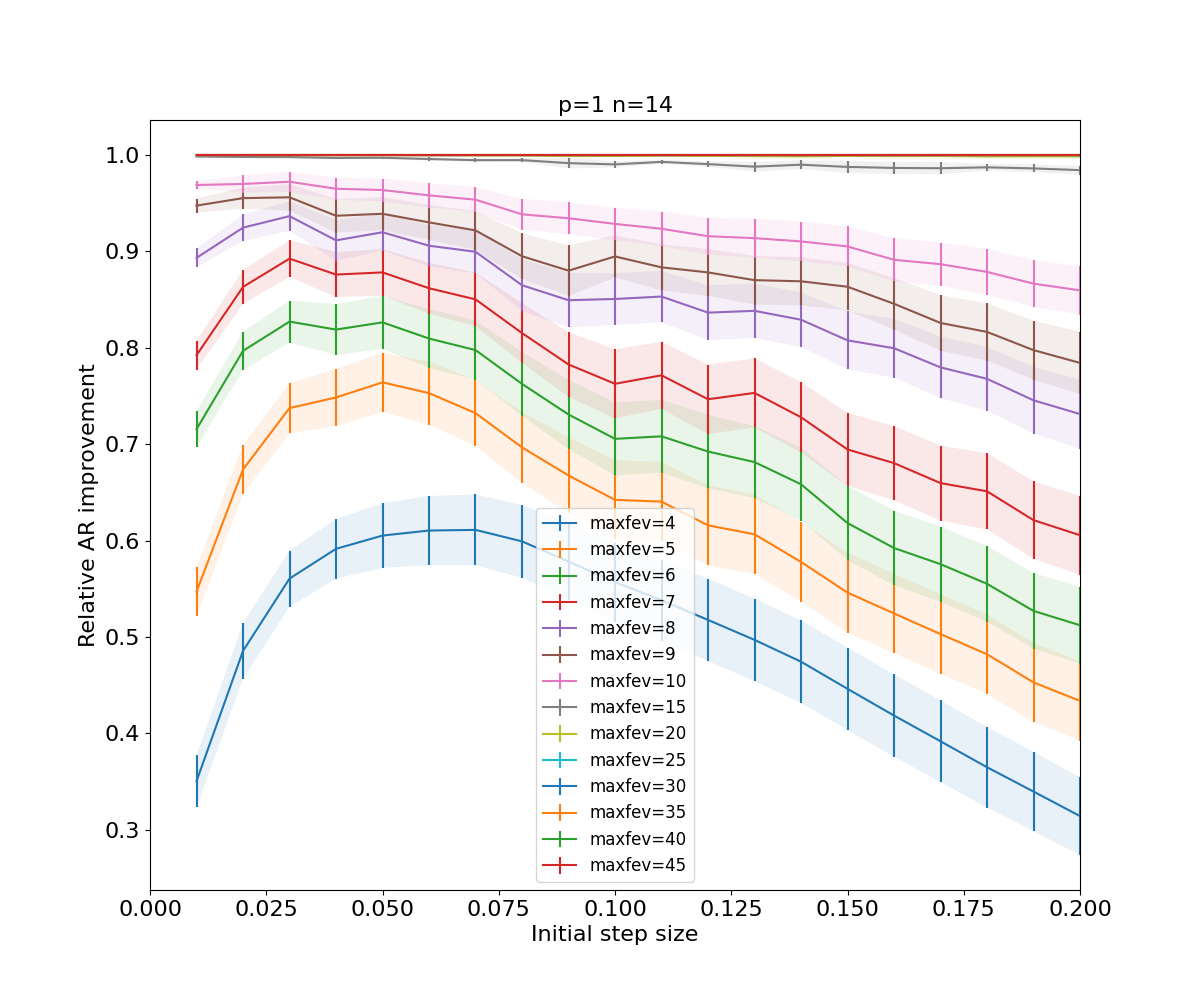 p=1 n=14
1.0
0.9
0.8
0.7
0.6
0.5
0.4
0.3
Relative AR improvement
maxfev=4
maxfev=5
maxfev=6
maxfev=7
maxfev=8
maxfev=9
maxfev=10
maxfev=15
maxfev=20
maxfev=25
maxfev=30
maxfev=35
maxfev=40
maxfev=45
0.000 0.025 0.050 0.075 0.100 0.125 0.150 0.175 0.200
Initial step size